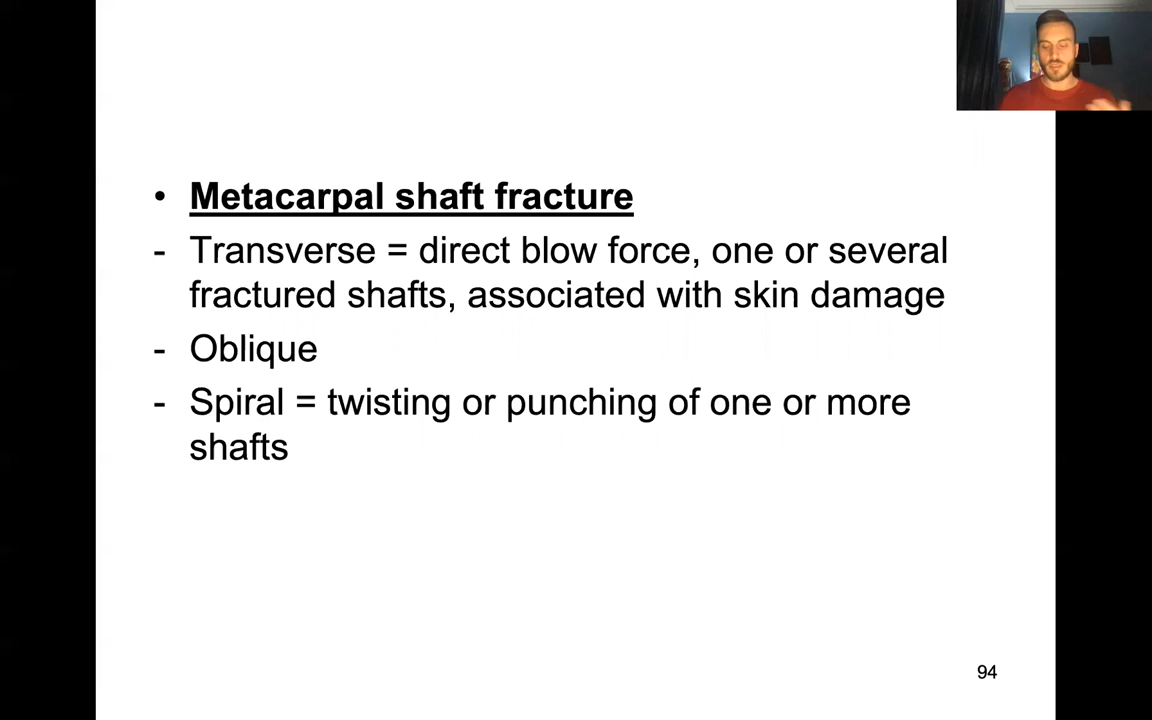 • Metacarpal shaft fracture
- Transverse = direct blow force, one or several
fractured shafts, associated with skin damage
- Oblique
- Spiral = twisting or punching of one or more
shafts
94